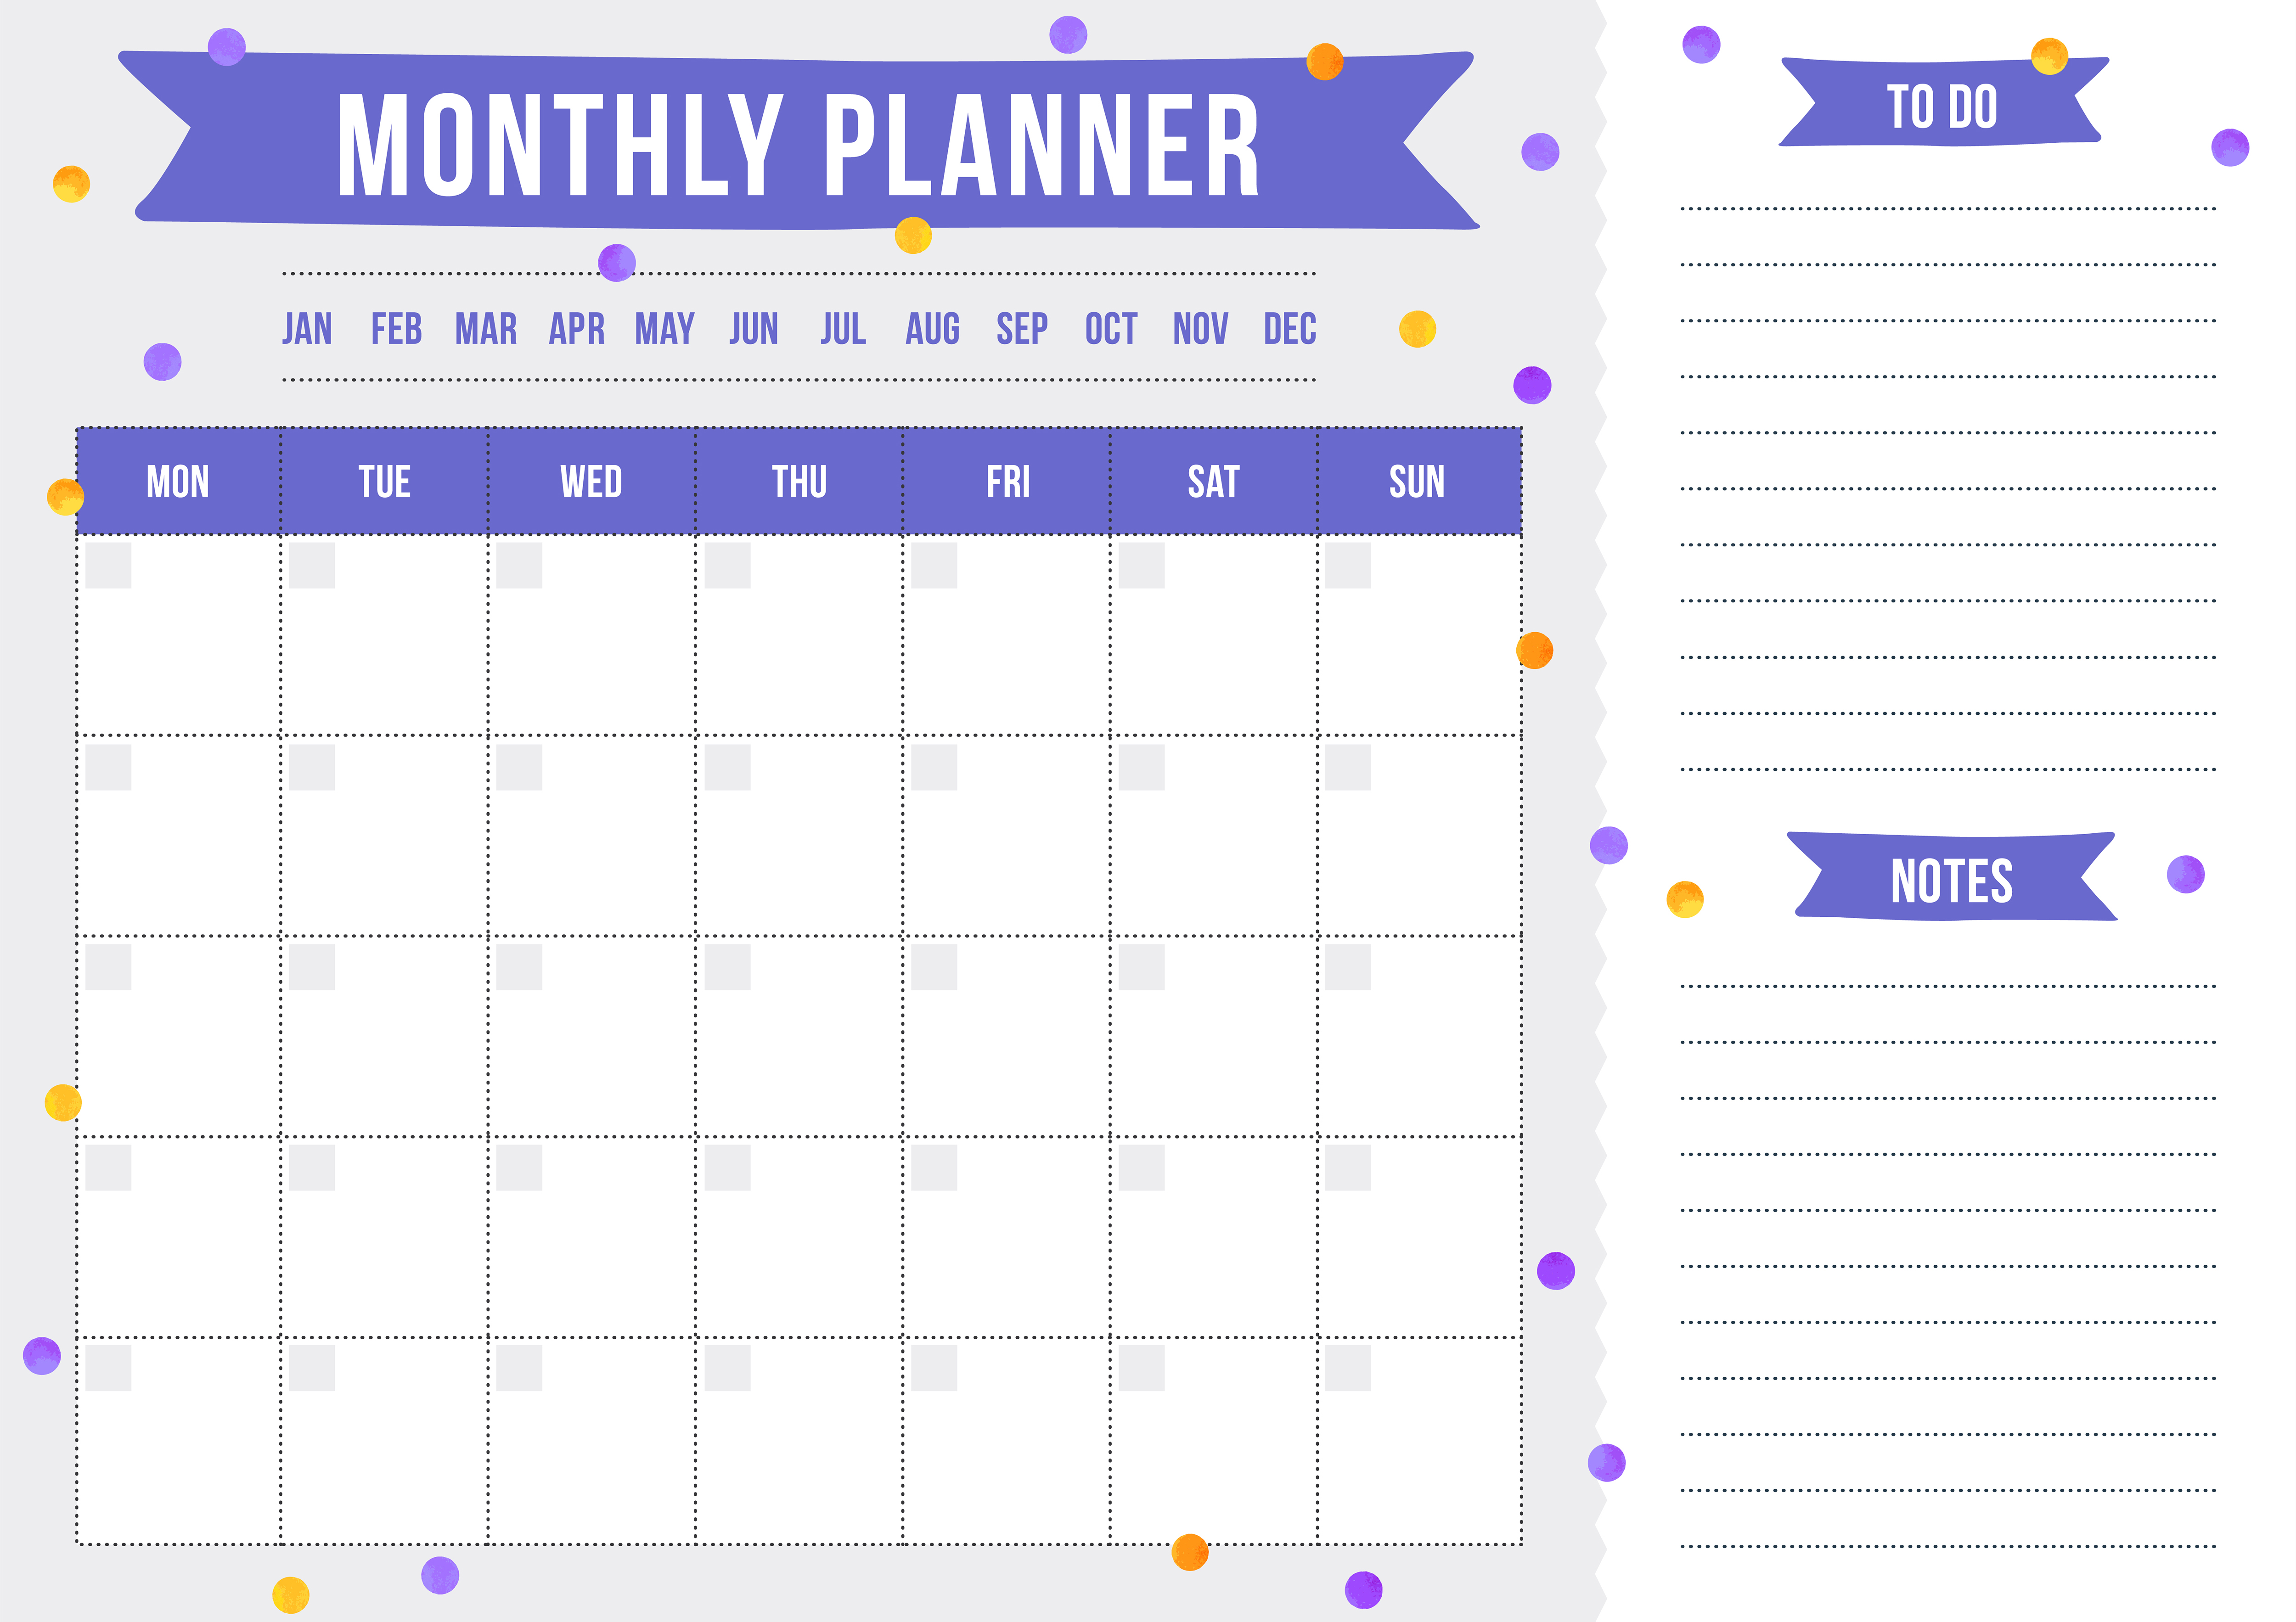 MONTHLY PLANNER
JAN FEB MAR APR MAY JUN JUL AUG SEP OCT NOV DEC
MON TUE WED THU FRI SAT SUN
TO DO
NOTES